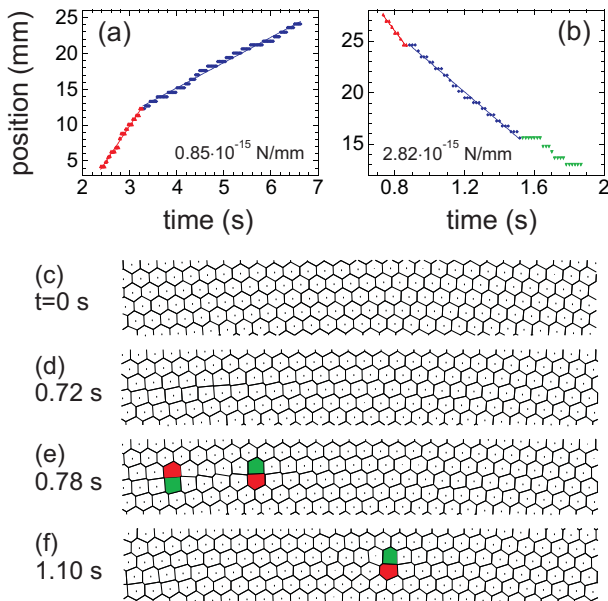 (a)
(b)
position (mm)
25
20
15
10
5
0.85·10⁻¹⁵ N/mm
2 3 4 5 6 7
time (s)
25
20
15
2.82·10⁻¹⁵ N/mm
0.8 1.2 1.6 2
time (s)
(c)
t=0 s
(d)
0.72 s
(e)
0.78 s
(f)
1.10 s